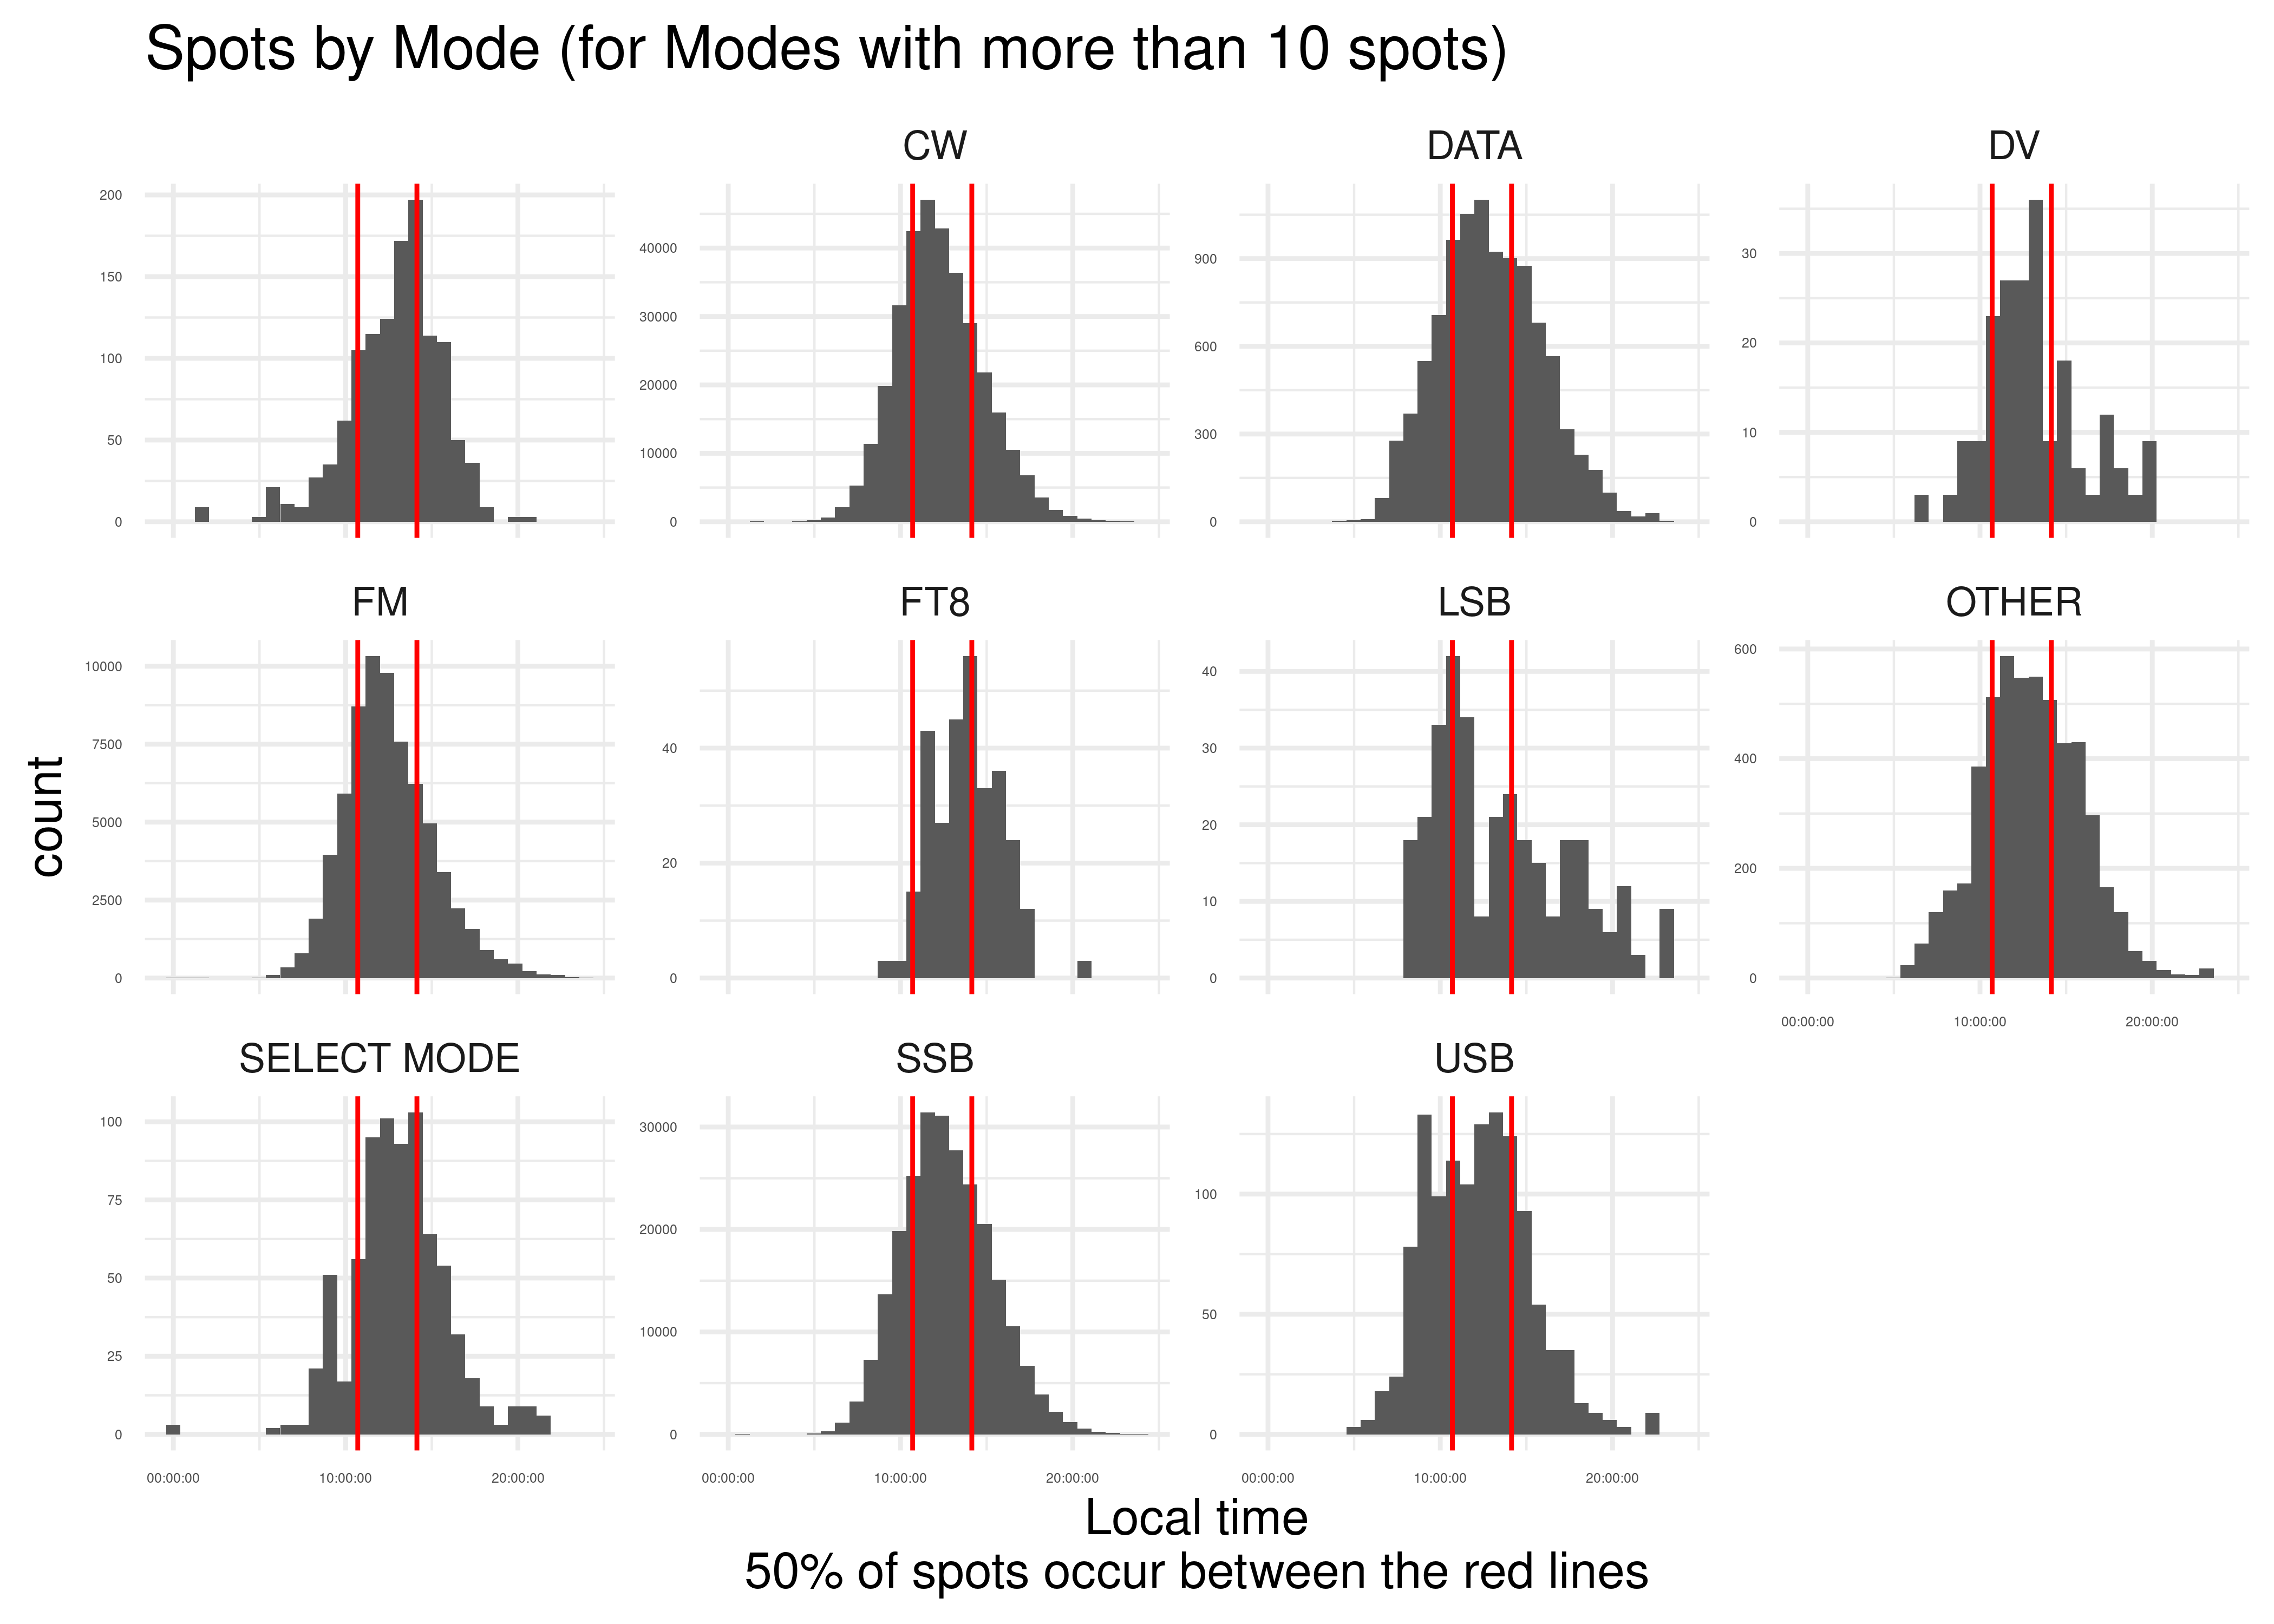 Spots by Mode (for Modes with more than 10 spots)
CW
DATA
DV
200
150
100
50
0
40000
30000
20000
10000
0
900
600
300
0
30
20
10
0
FM
FT8
LSB
OTHER
count
10000
7500
5000
2500
0
40
20
0
40
30
20
10
0
600
400
200
0
00:00:00 10:00:00 20:00:00
SELECT MODE
SSB
USB
100
75
50
25
0
30000
20000
10000
0
100
50
0
00:00:00 10:00:00 20:00:00
00:00:00 10:00:00 20:00:00
00:00:00 10:00:00 20:00:00
Local time
50% of spots occur between the red lines